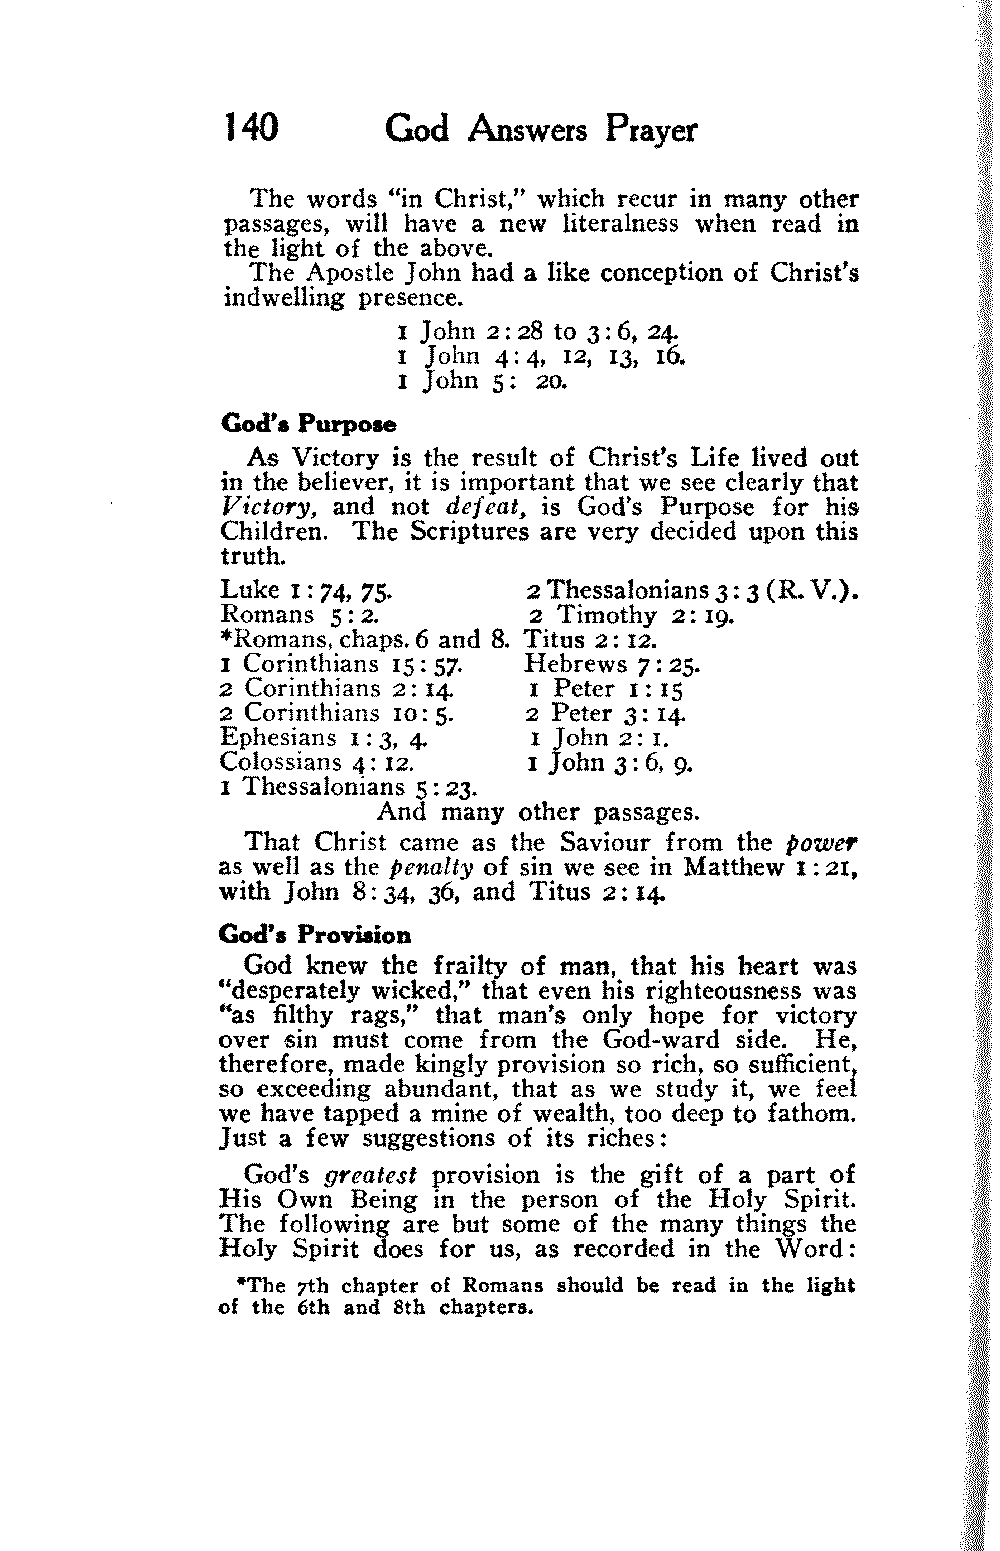 140 God Answers Prayer
The words “in Christ,” which recur in many other
passages, will have a new literalness when read in
the light of the above.
The Apostle John had a like conception of Christ's
indwelling presence.
1 John 2:28 to 3:6, 24.
1 John 4:4, 12, 13, 16.
1 John 5: 20.
God's Purpose
As Victory is the result of Christ's Life lived out
in the believer, it is important that we see clearly that
Victory, and not defeat, is God's Purpose for his
Children. The Scriptures are very decided upon this
truth.
Luke 1:74, 75. 2 Thessalonians 3:3 (R. V.).
Romans 5:2. 2 Timothy 2:19.
*Romans, chaps. 6 and 8. Titus 2:12.
1 Corinthians 15:57. Hebrews 7:25.
2 Corinthians 2:14. 1 Peter 1:15
2 Corinthians 10:5. 2 Peter 3:14.
Ephesians 1:3, 4. 1 John 2:1.
Colossians 4:12. 1 John 3:6, 9.
1 Thessalonians 5:23.
And many other passages.
That Christ came as the Saviour from the power
as well as the penalty of sin we see in Matthew 1:21,
with John 8:34, 36, and Titus 2:14.
God's Provision
God knew the frailty of man, that his heart was
“desperately wicked,” that even his righteousness was
“as filthy rags,” that man's only hope for victory
over sin must come from the God-ward side. He,
therefore, made kingly provision so rich, so sufficient,
so exceeding abundant, that as we study it, we feel
we have tapped a mine of wealth, too deep to fathom.
Just a few suggestions of its riches:
God's greatest provision is the gift of a part of
His Own Being in the person of the Holy Spirit.
The following are but some of the many things the
Holy Spirit does for us, as recorded in the Word:
*The 7th chapter of Romans should be read in the light
of the 6th and 8th chapters.